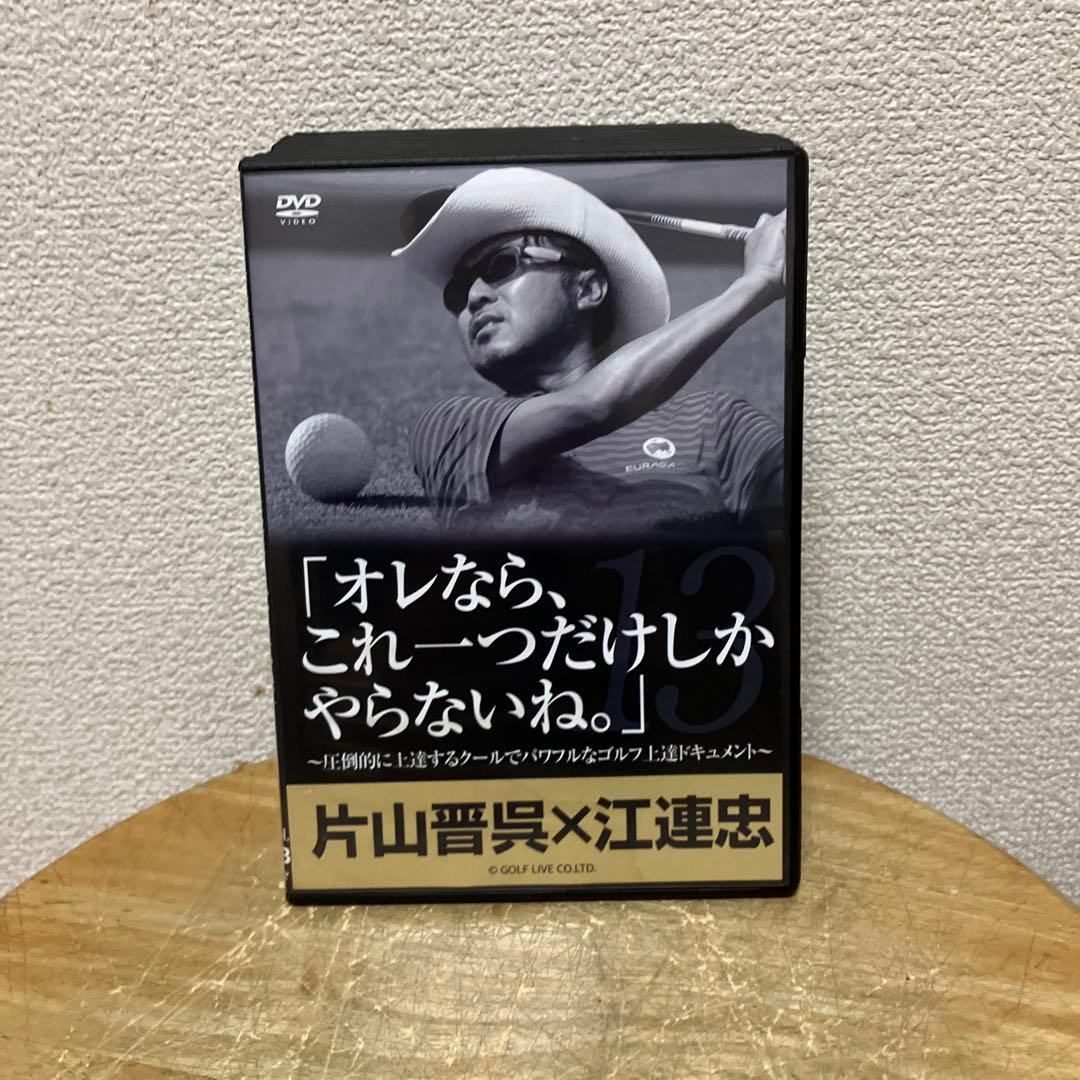 DVD
VIDEO
EURASIA
13
「オレなら、
これ一つだけしか
やらないね。」
～圧倒的に上達するクールでパワフルなゴルフ上達ドキュメント～
片山晋呉×江連忠
© GOLF LIVE CO.LTD.